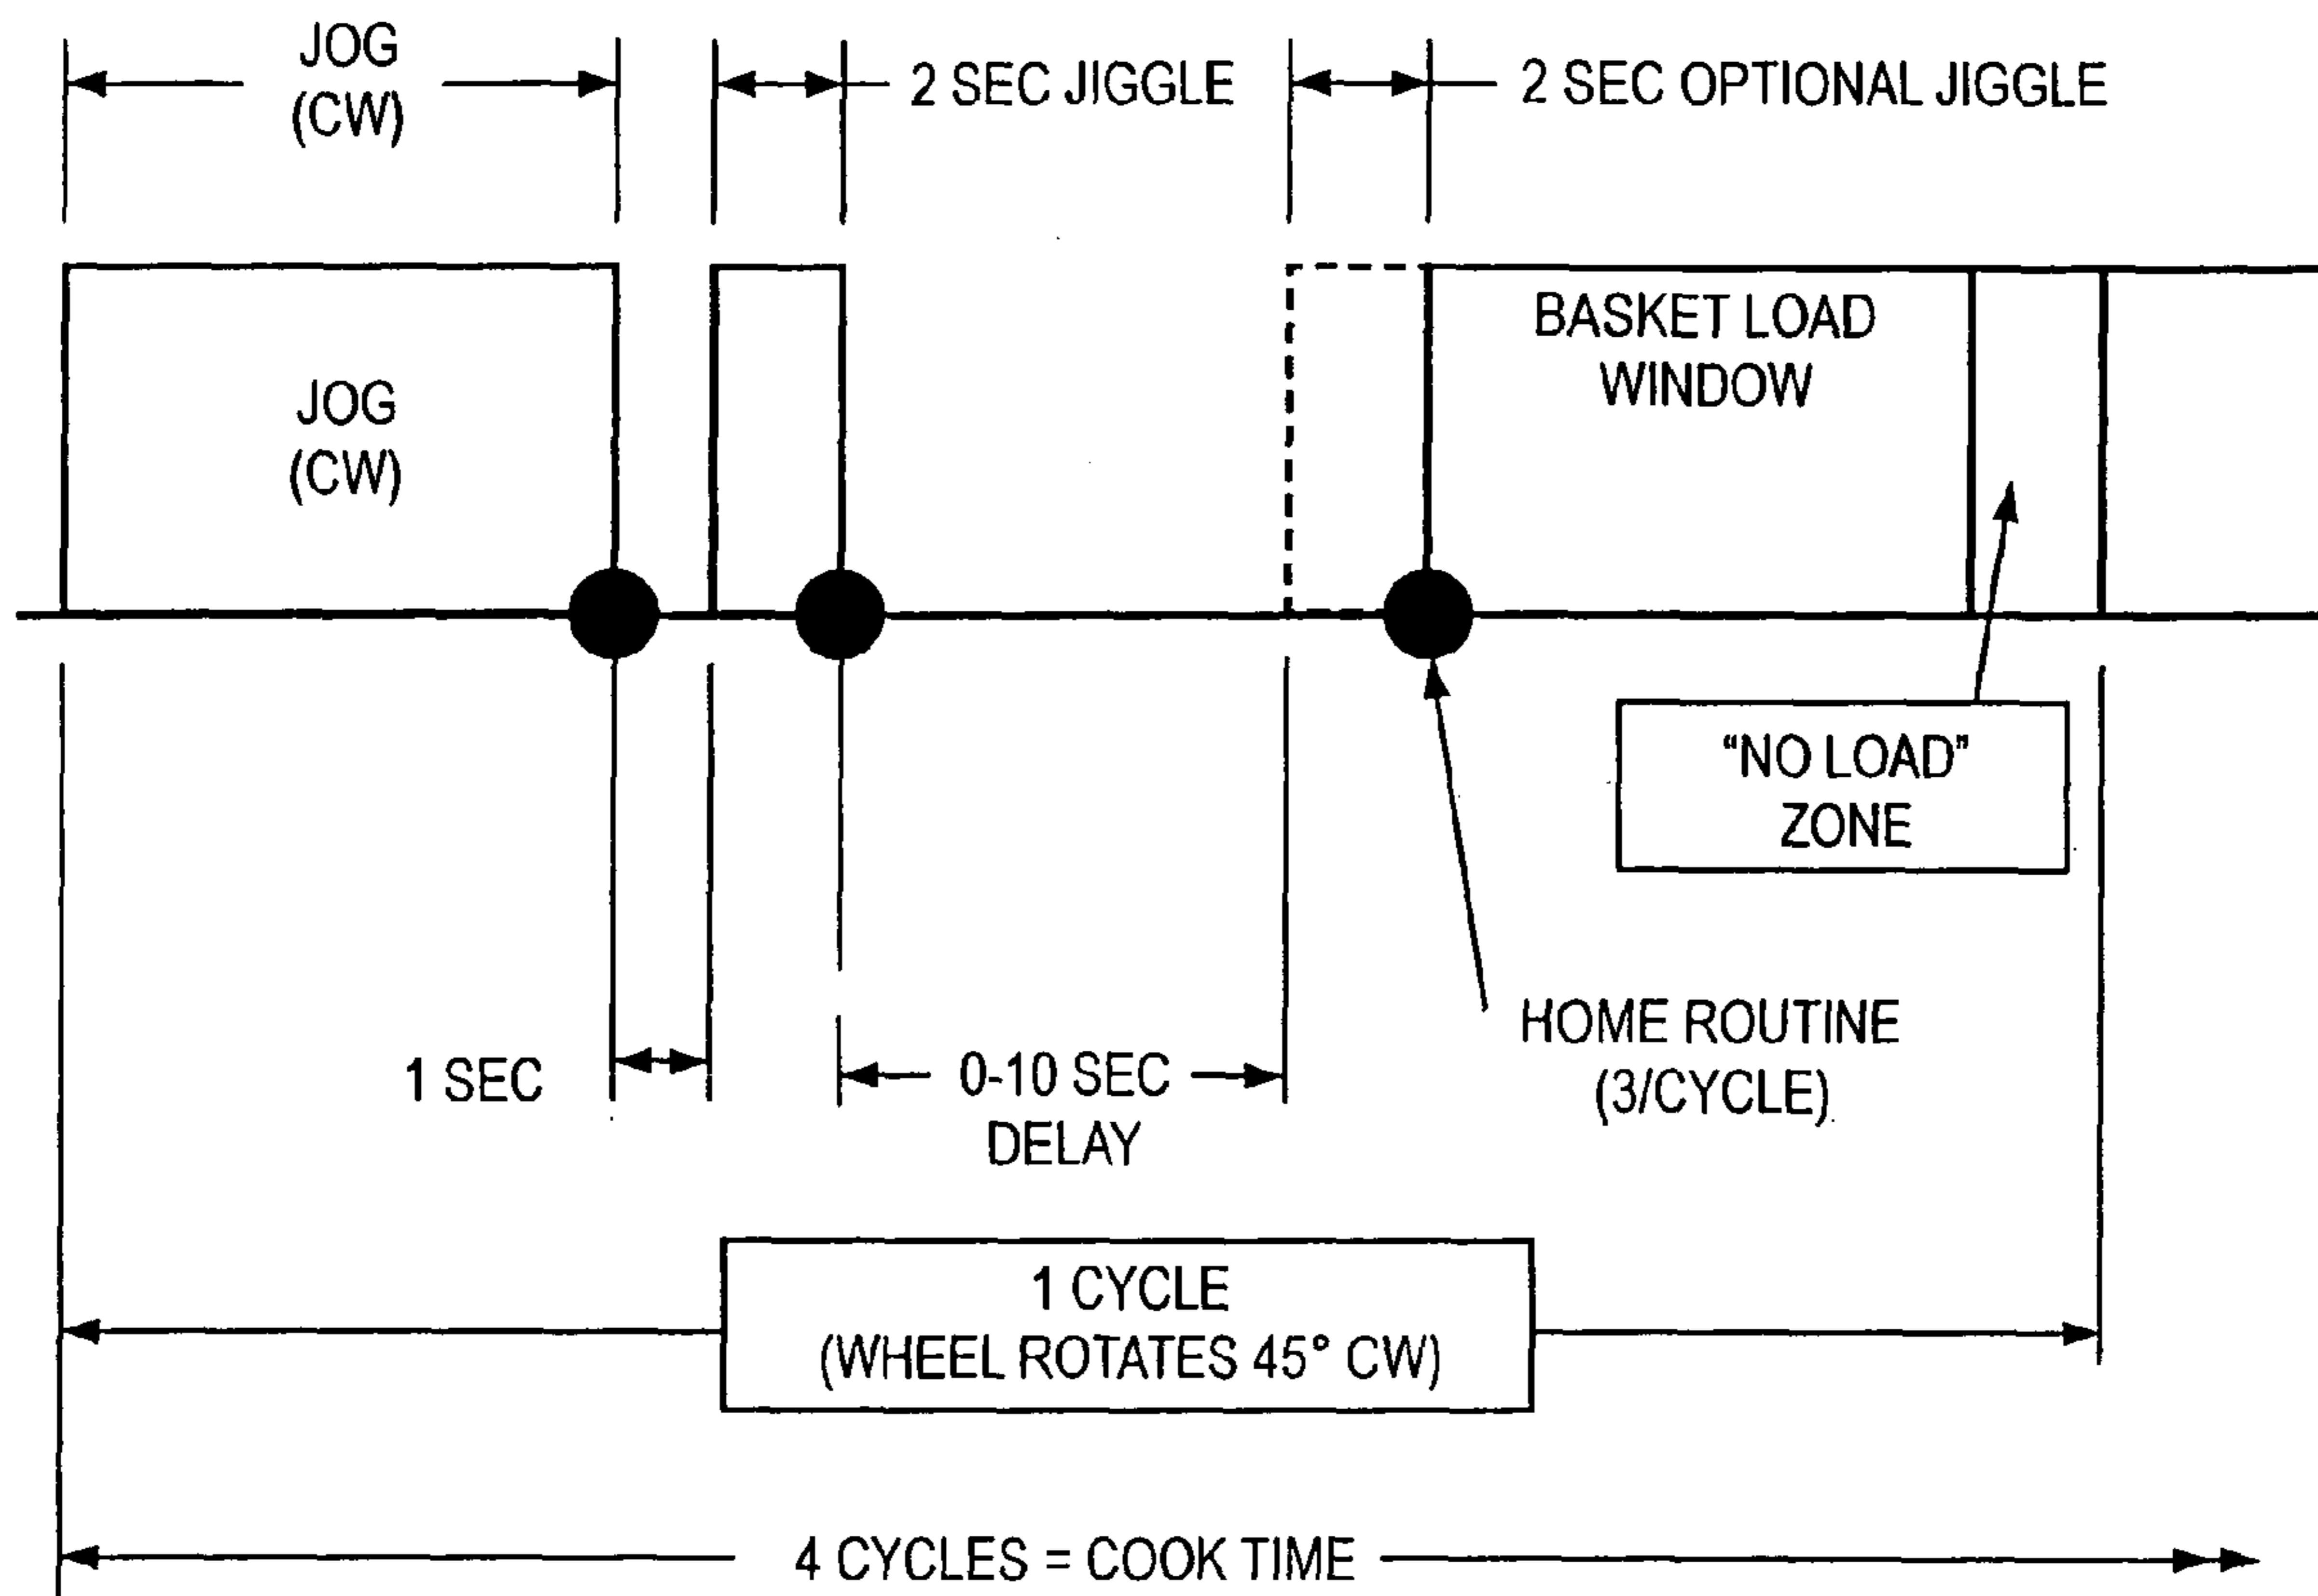 JOG
(CW)
2 SEC JIGGLE
2 SEC OPTIONAL JIGGLE
JOG
(CW)
BASKET LOAD
WINDOW
“NO LOAD”
ZONE
1 SEC
0-10 SEC
DELAY
HOME ROUTINE
(3/CYCLE)
1 CYCLE
(WHEEL ROTATES 45° CW)
4 CYCLES = COOK TIME